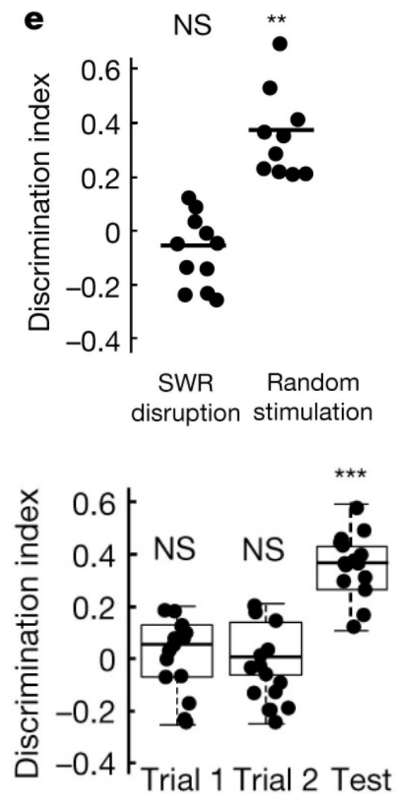 e
NS
**
Discrimination index
0.6
0.4
0.2
0
−0.2
−0.4
SWR disruption
Random stimulation
***
NS
NS
Discrimination index
0.6
0.4
0.2
0
−0.2
−0.4
Trial 1
Trial 2
Test